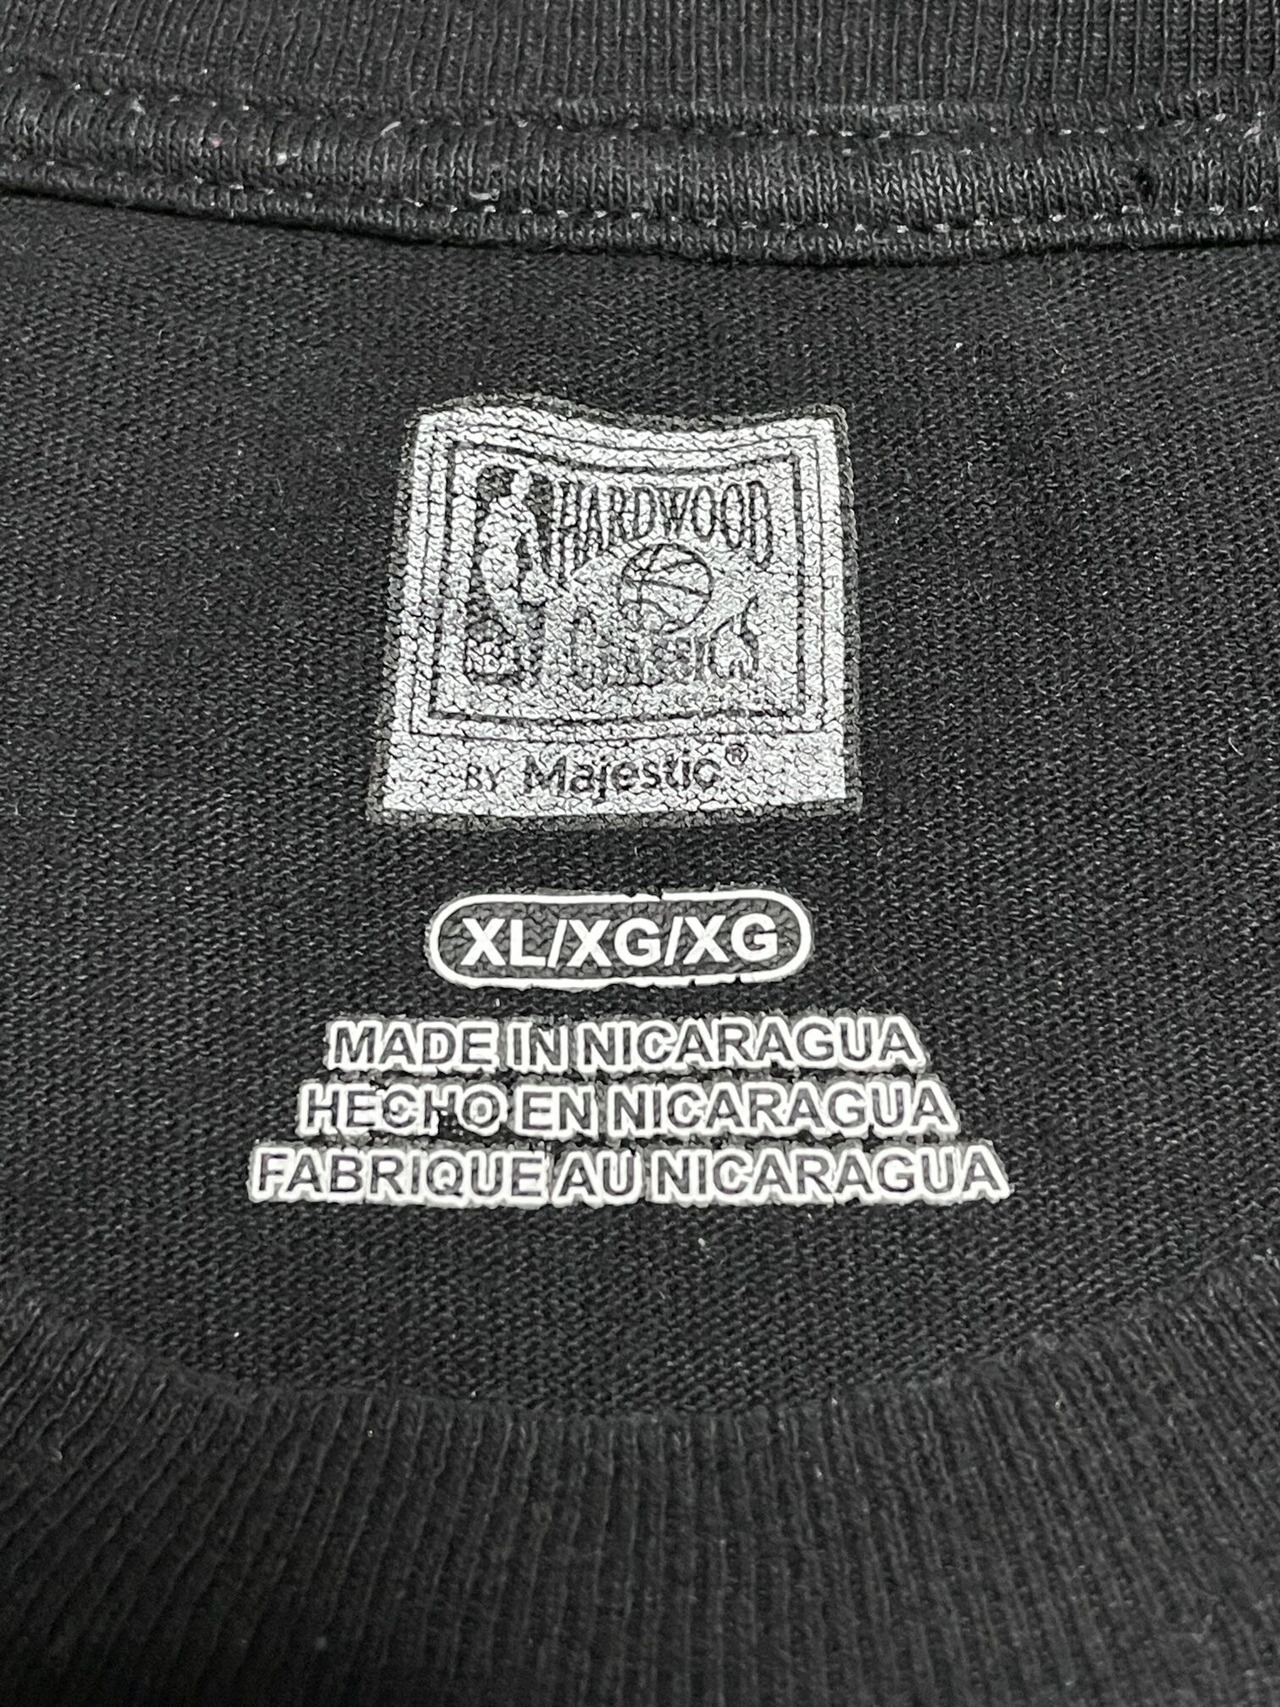 HARDWOOD
CLASSICS
BY Majestic®
XL/XG/XG
MADE IN NICARAGUA
HECHO EN NICARAGUA
FABRIQUE AU NICARAGUA